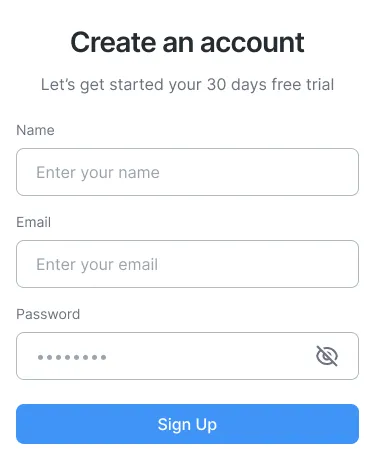 Create an account
Let's get started your 30 days free trial
Name
Enter your name
Email
Enter your email
Password
••••••••
Sign Up